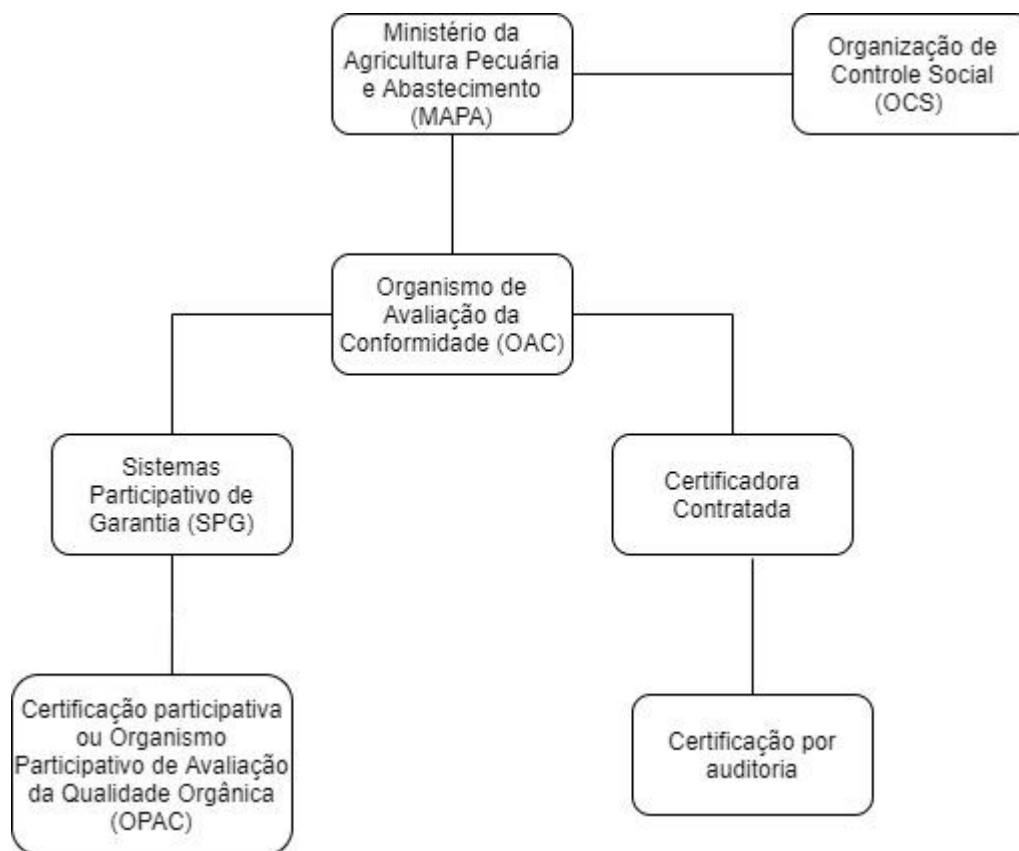 Ministério da
Agricultura Pecuária
e Abastecimento
(MAPA)
Organização de
Controle Social
(OCS)
Organismo de
Avaliação da
Conformidade (OAC)
Sistemas
Participativo de
Garantia (SPG)
Certificadora
Contratada
Certificação participativa
ou Organismo
Participativo de Avaliação
da Qualidade Orgânica
(OPAC)
Certificação por
auditoria